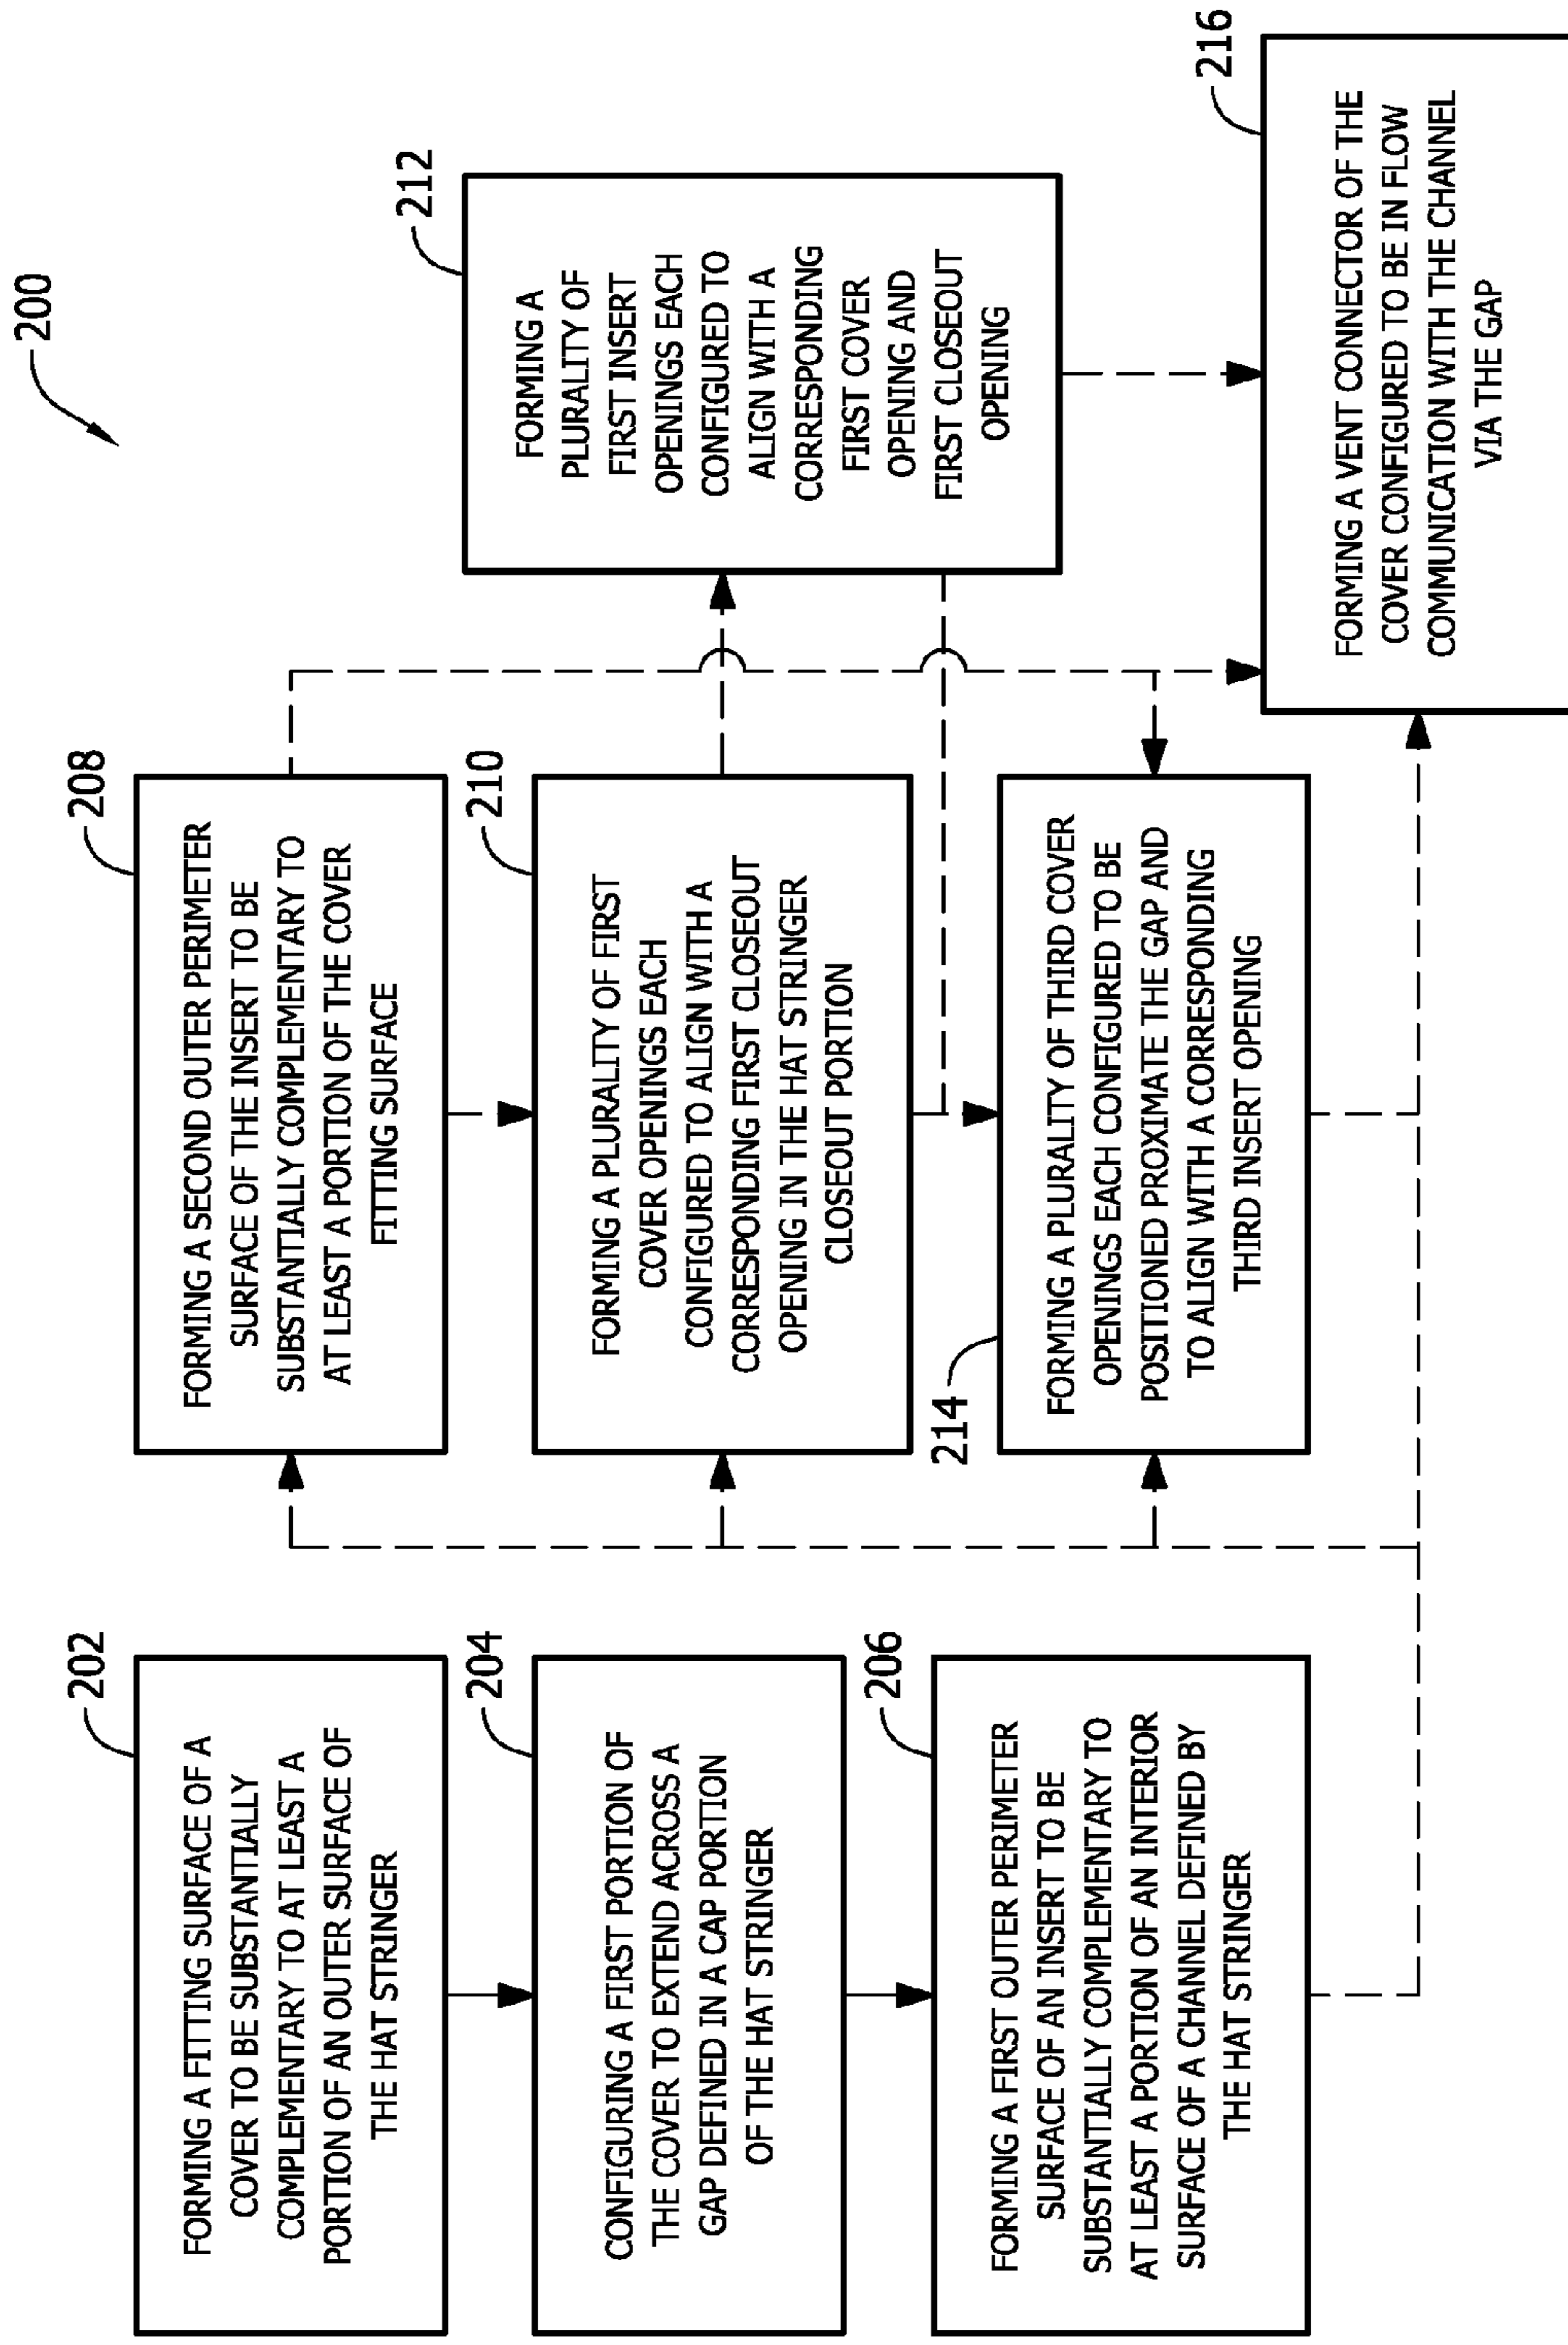 200
202
FORMING A FITTING SURFACE OF A
COVER TO BE SUBSTANTIALLY
COMPLEMENTARY TO AT LEAST A
PORTION OF AN OUTER SURFACE OF
THE HAT STRINGER
204
CONFIGURING A FIRST PORTION OF
THE COVER TO EXTEND ACROSS A
GAP DEFINED IN A CAP PORTION
OF THE HAT STRINGER
206
FORMING A FIRST OUTER PERIMETER
SURFACE OF AN INSERT TO BE
SUBSTANTIALLY COMPLEMENTARY TO
AT LEAST A PORTION OF AN INTERIOR
SURFACE OF A CHANNEL DEFINED BY
THE HAT STRINGER
208
FORMING A SECOND OUTER PERIMETER
SURFACE OF THE INSERT TO BE
SUBSTANTIALLY COMPLEMENTARY TO
AT LEAST A PORTION OF THE COVER
FITTING SURFACE
210
FORMING A PLURALITY OF FIRST
COVER OPENINGS EACH
CONFIGURED TO ALIGN WITH A
CORRESPONDING FIRST CLOSEOUT
OPENING IN THE HAT STRINGER
CLOSEOUT PORTION
212
FORMING A
PLURALITY OF
FIRST INSERT
OPENINGS EACH
CONFIGURED TO
ALIGN WITH A
CORRESPONDING
FIRST COVER
OPENING AND
FIRST CLOSEOUT
OPENING
214
FORMING A PLURALITY OF THIRD COVER
OPENINGS EACH CONFIGURED TO BE
POSITIONED PROXIMATE THE GAP AND
TO ALIGN WITH A CORRESPONDING
THIRD INSERT OPENING
216
FORMING A VENT CONNECTOR OF THE
COVER CONFIGURED TO BE IN FLOW
COMMUNICATION WITH THE CHANNEL
VIA THE GAP